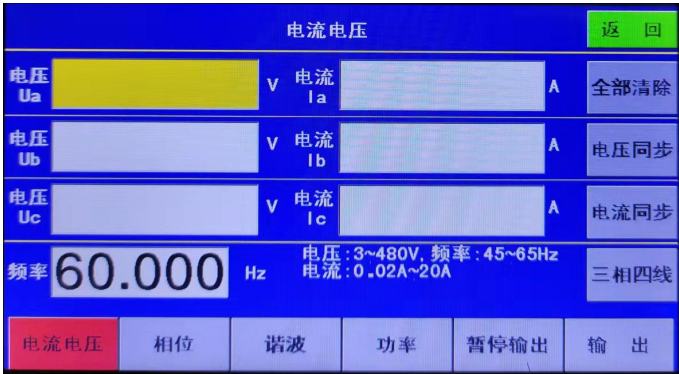 电流电压
返 回
电压 Ua V 电流 Ia A 全部清除
电压 Ub V 电流 Ib A 电压同步
电压 Uc V 电流 Ic A 电流同步
频率 60.000 Hz
电压:3~480V,频率:45~65Hz
电流:0.02A~20A
三相四线
电流电压 相位 谐波 功率 暂停输出 输 出